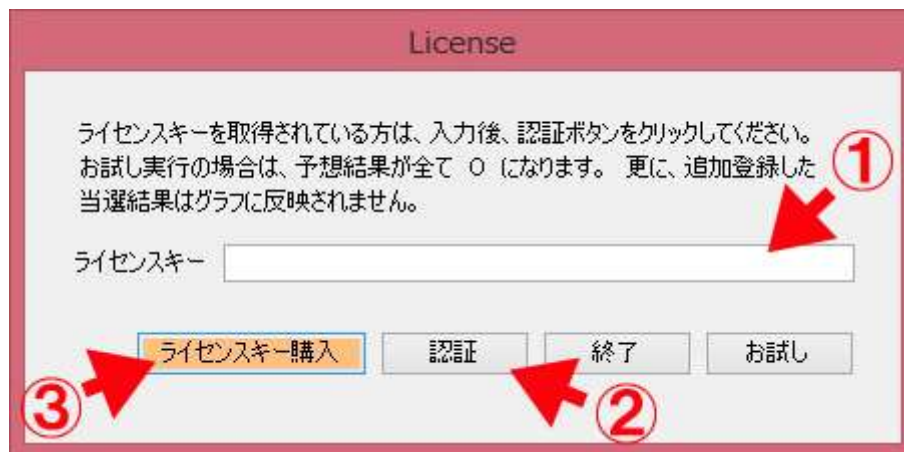 License
ライセンスキーを取得されている方は、入力後、認証ボタンをクリックしてください。
お試し実行の場合は、予想結果が全て 0 になります。 更に、追加登録した
当選結果はグラフに反映されません。
①
ライセンスキー
ライセンスキー購入 認証 終了 お試し
③ ②